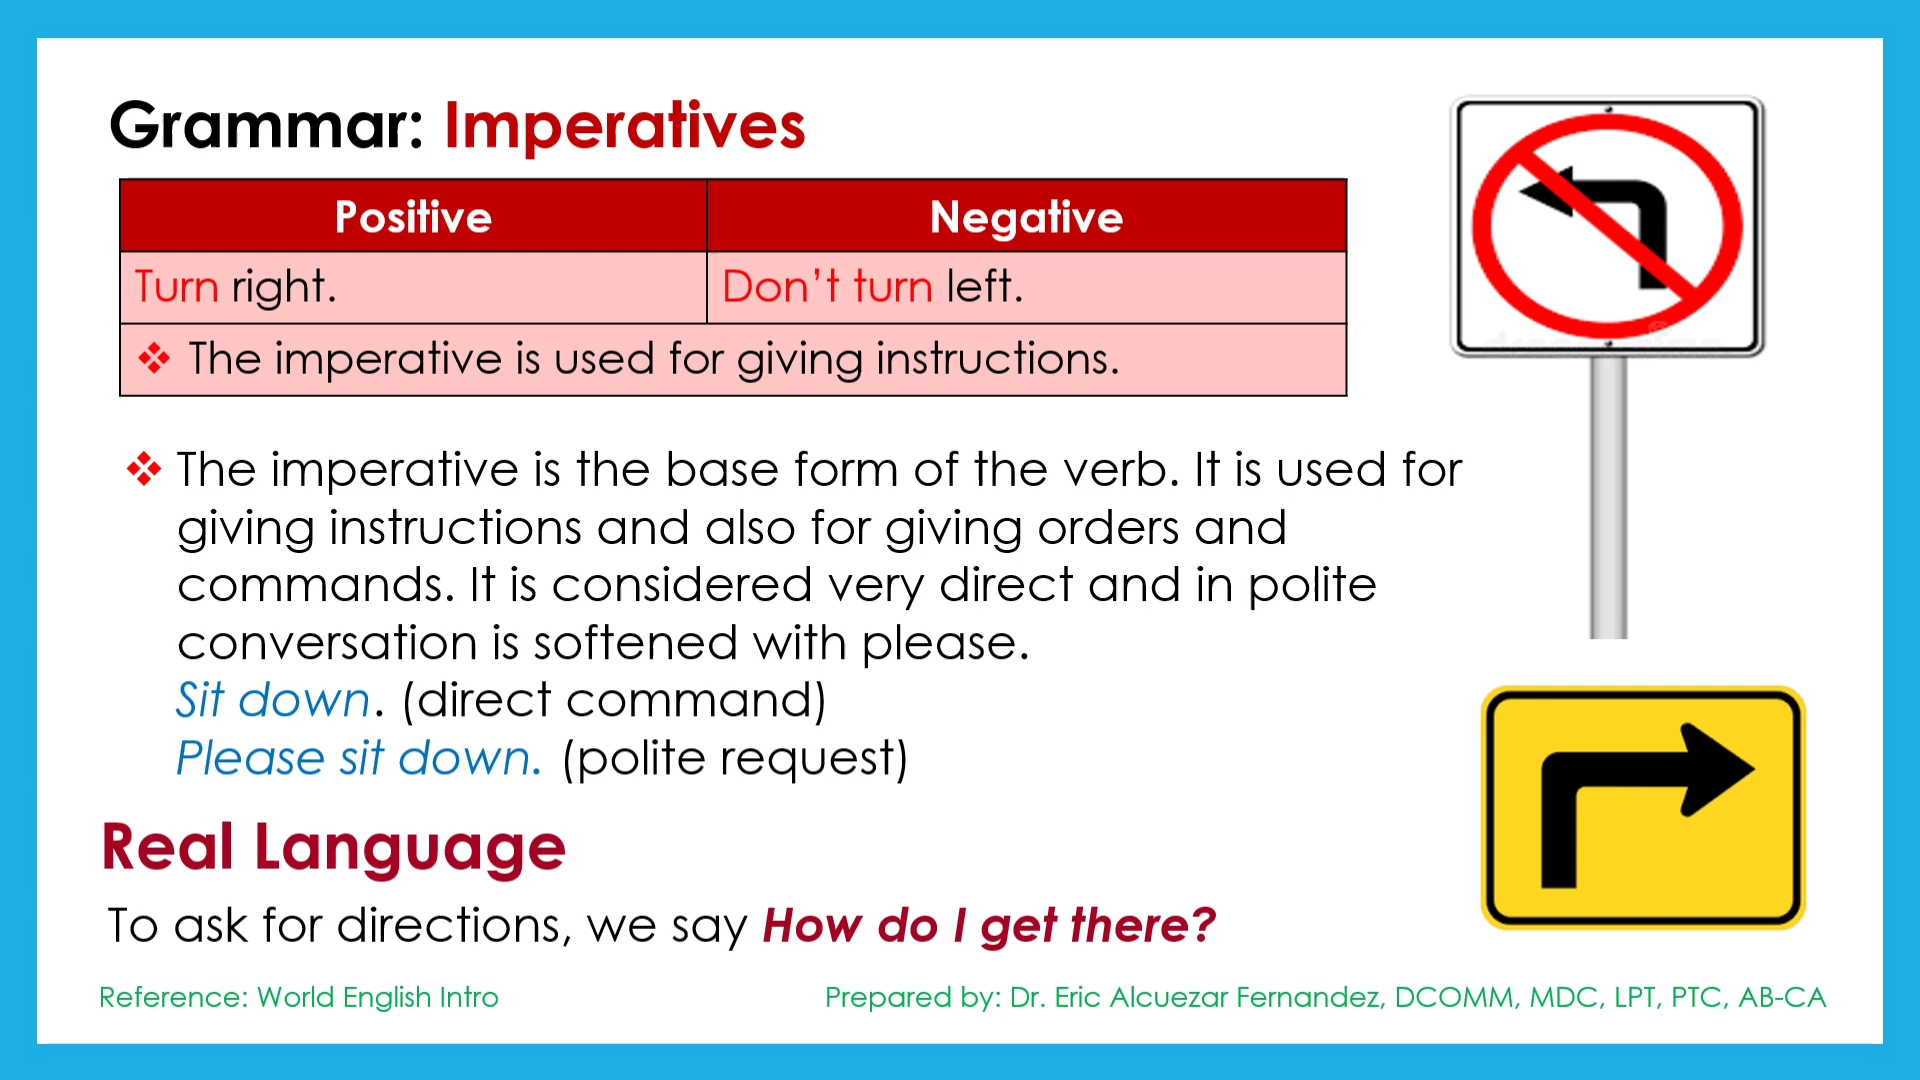 Grammar: Imperatives
Positive
Negative
Turn right.
Don't turn left.
❖ The imperative is used for giving instructions.
❖ The imperative is the base form of the verb. It is used for
giving instructions and also for giving orders and
commands. It is considered very direct and in polite
conversation is softened with please.
Sit down. (direct command)
Please sit down. (polite request)
Real Language
To ask for directions, we say How do I get there?
Reference: World English Intro
Prepared by: Dr. Eric Alcuezar Fernandez, DCOMM, MDC, LPT, PTC, AB-CA